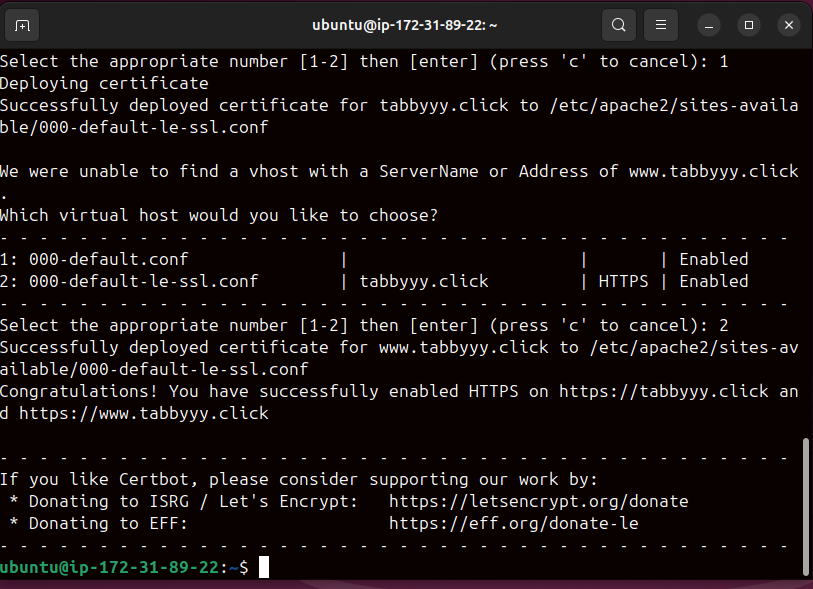 ubuntu@ip-172-31-89-22: ~
Select the appropriate number [1-2] then [enter] (press 'c' to cancel): 1
Deploying certificate
Successfully deployed certificate for tabbyyy.click to /etc/apache2/sites-availa
ble/000-default-le-ssl.conf
We were unable to find a vhost with a ServerName or Address of www.tabbyyy.click
.
Which virtual host would you like to choose?
- - - - - - - - - - - - - - - - - - - - - - - - - - - - - - - - - - - - - - - -
1: 000-default.conf | | | Enabled
2: 000-default-le-ssl.conf | tabbyyy.click | HTTPS | Enabled
- - - - - - - - - - - - - - - - - - - - - - - - - - - - - - - - - - - - - - - -
Select the appropriate number [1-2] then [enter] (press 'c' to cancel): 2
Successfully deployed certificate for www.tabbyyy.click to /etc/apache2/sites-av
ailable/000-default-le-ssl.conf
Congratulations! You have successfully enabled HTTPS on https://tabbyyy.click an
d https://www.tabbyyy.click
- - - - - - - - - - - - - - - - - - - - - - - - - - - - - - - - - - - - - - - -
If you like Certbot, please consider supporting our work by:
* Donating to ISRG / Let's Encrypt: https://letsencrypt.org/donate
* Donating to EFF: https://eff.org/donate-le
- - - - - - - - - - - - - - - - - - - - - - - - - - - - - - - - - - - - - - - -
ubuntu@ip-172-31-89-22:~$